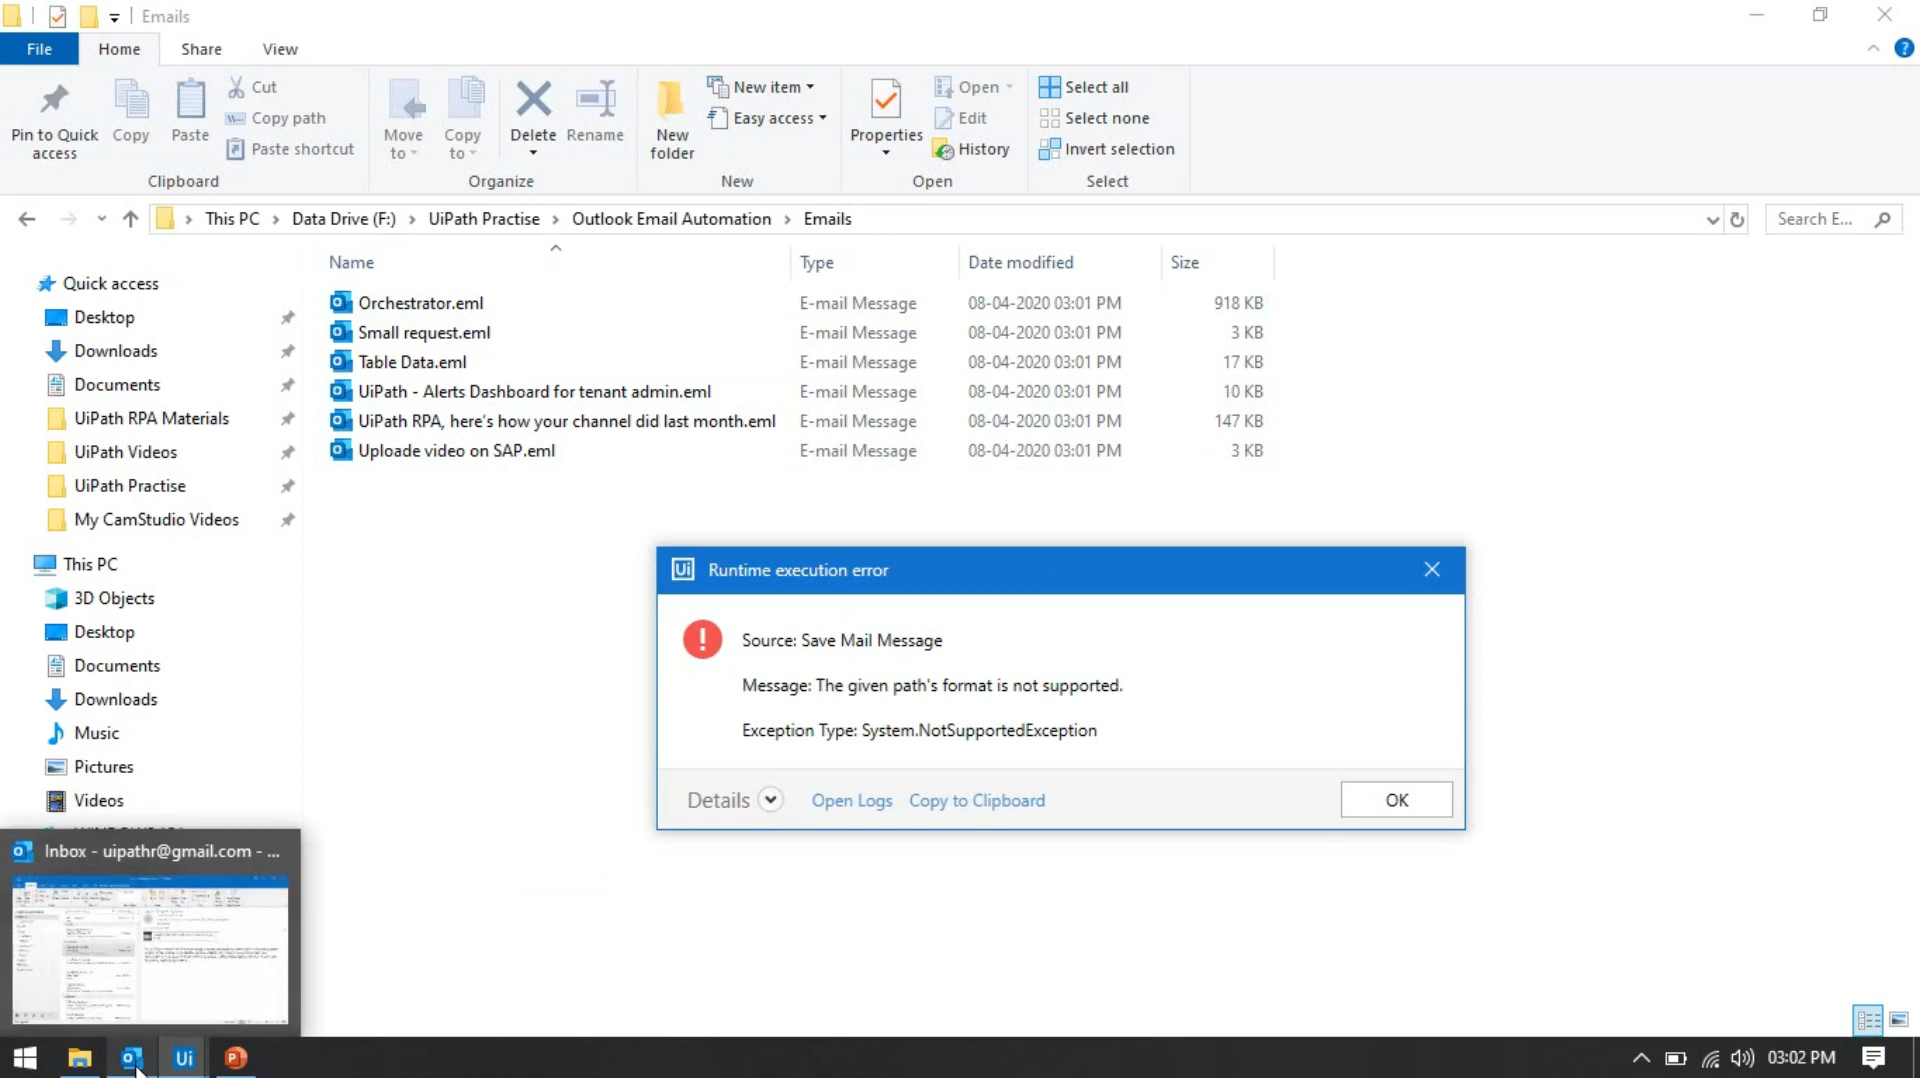 Emails
File
Home
Share
View
Pin to Quick access
Copy
Paste
Cut
Copy path
Paste shortcut
Clipboard
Move to
Copy to
Delete
Rename
Organize
New folder
New item
Easy access
New
Properties
Open
Edit
History
Open
Select all
Select none
Invert selection
Select
This PC > Data Drive (F:) > UiPath Practise > Outlook Email Automation > Emails
Search E...
Name Type Date modified Size
Orchestrator.eml E-mail Message 08-04-2020 03:01 PM 918 KB
Small request.eml E-mail Message 08-04-2020 03:01 PM 3 KB
Table Data.eml E-mail Message 08-04-2020 03:01 PM 17 KB
UiPath - Alerts Dashboard for tenant admin.eml E-mail Message 08-04-2020 03:01 PM 10 KB
UiPath RPA, here's how your channel did last month.eml E-mail Message 08-04-2020 03:01 PM 147 KB
Uploade video on SAP.eml E-mail Message 08-04-2020 03:01 PM 3 KB
Quick access
Desktop
Downloads
Documents
UiPath RPA Materials
UiPath Videos
UiPath Practise
My CamStudio Videos
This PC
3D Objects
Desktop
Documents
Downloads
Music
Pictures
Videos
Ui Runtime execution error
Source: Save Mail Message
Message: The given path's format is not supported.
Exception Type: System.NotSupportedException
Details
Open Logs
Copy to Clipboard
OK
Inbox - uipathr@gmail.com - ...
Ui
03:02 PM